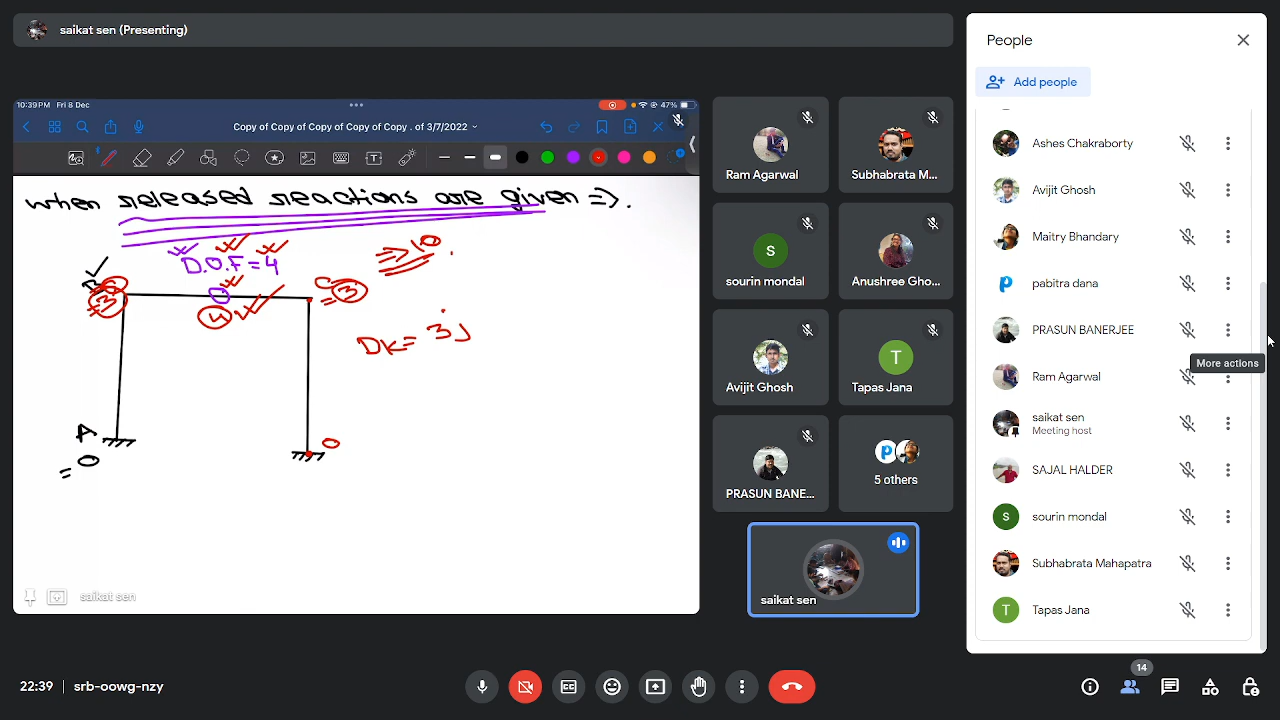 saikat sen (Presenting)
10:39 PM Fri 8 Dec
47%
Copy of Copy of Copy of Copy of Copy . of 3/7/2022
when released reactions are given =>.
D.O.F = 4
=> 10
B
= 3
4
C
= 3
DK = 3j
A
= 0
0
saikat sen
Ram Agarwal
Subhabrata M...
s
sourin mondal
Anushree Gho...
Avijit Ghosh
T
Tapas Jana
PRASUN BANE...
5 others
saikat sen
People
Add people
Ashes Chakraborty
Avijit Ghosh
Maitry Bhandary
pabitra dana
PRASUN BANERJEE
More actions
Ram Agarwal
saikat sen
Meeting host
SAJAL HALDER
s
sourin mondal
Subhabrata Mahapatra
T
Tapas Jana
22:39 | srb-oowg-nzy
14